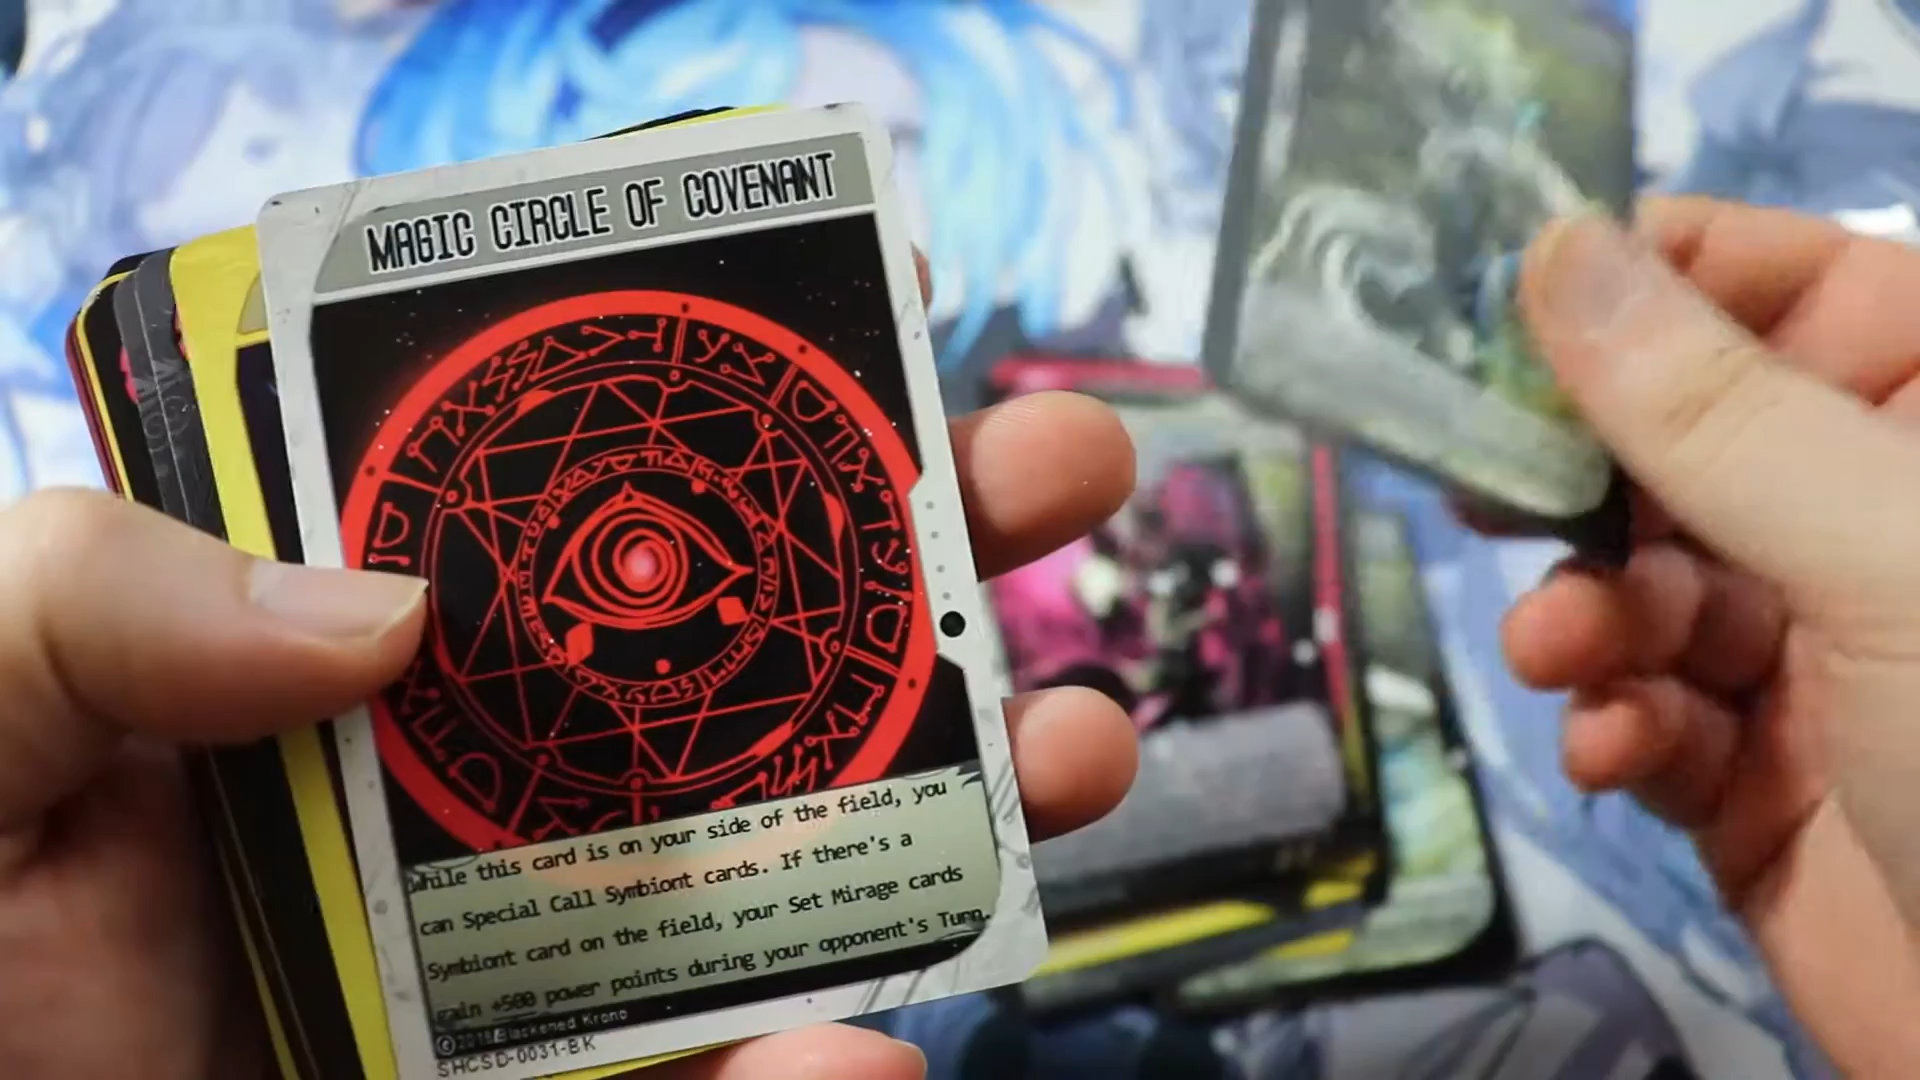 MAGIC CIRCLE OF COVENANT
While this card is on your side of the field, you
can Special Call Symbiont cards. If there's a
Symbiont card on the field, your Set Mirage cards
gain +500 power points during your opponent's Turn.
Blackened Krono
SHCSD-0031-BK